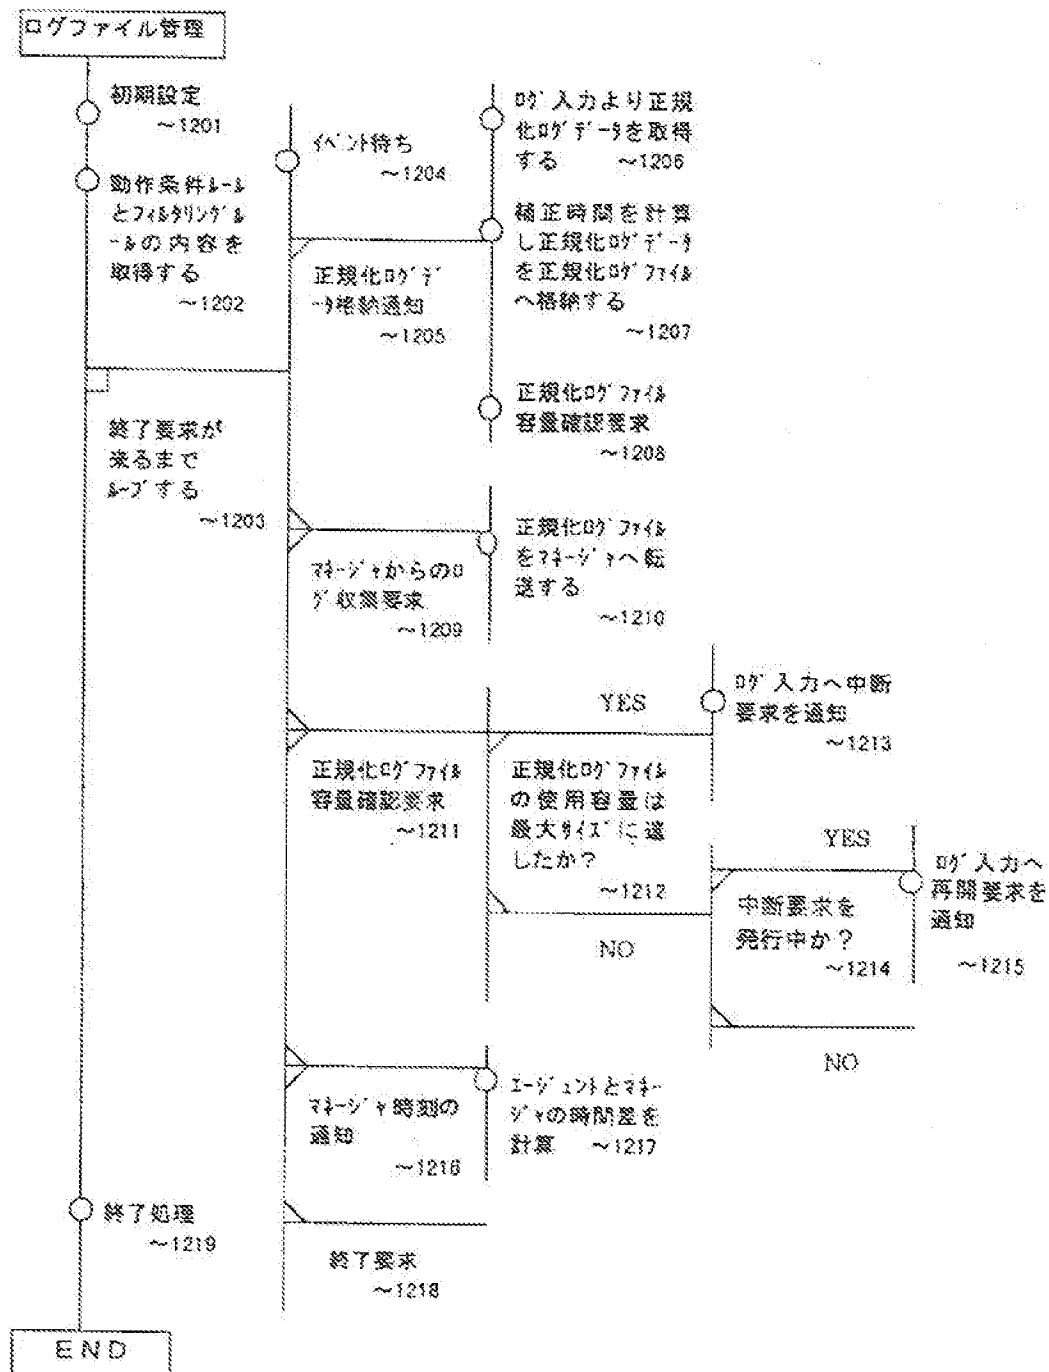 ログファイル管理
初期設定
～1201
動作条件ルール
とフィルタリングル
ールの内容を
取得する
～1202
終了要求が
来るまで
ループする
～1203
イベント待ち
～1204
正規化ログデ
ータ格納通知
～1205
ログ入力より正規
化ログデータを取得
する ～1206
補正時間を計算
し正規化ログデータ
を正規化ログファイル
へ格納する
～1207
正規化ログファイル
容量確認要求
～1208
マネージャからのロ
グ収集要求
～1209
正規化ログファイル
をマネージャへ転
送する
～1210
正規化ログファイル
容量確認要求
～1211
YES
正規化ログファイル
の使用容量は
最大サイズに達
したか？
～1212
NO
ログ入力へ中断
要求を通知
～1213
YES
中断要求を
発行中か？
～1214
NO
ログ入力へ
再開要求を
通知
～1215
マネージャ時刻の
通知
～1216
エージェントとマネー
ジャの時間差を
計算 ～1217
終了要求
～1218
終了処理
～1219
END